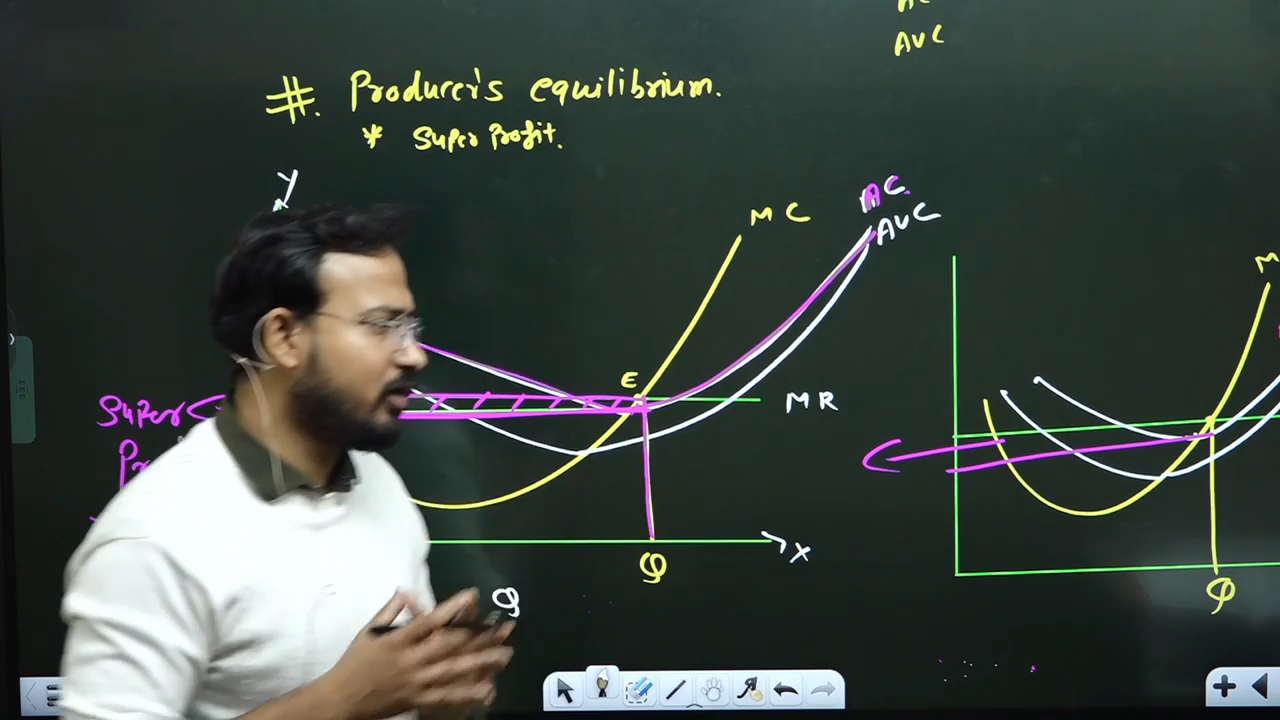 AVC
#. Producer's equilibrium.
* Super Profit.
Y
MC
AC
AVC
E
MR
Super
Q
X
Q
Q